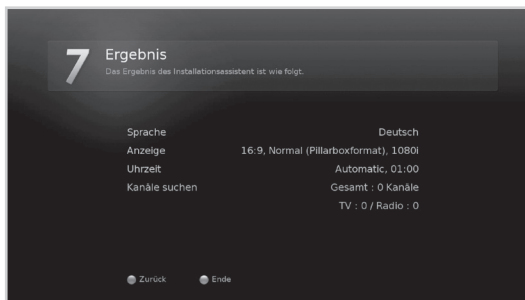 7 Ergebnis
Das Ergebnis des Installationsassistent ist wie folgt.
Sprache Deutsch
Anzeige 16:9, Normal (Pillarboxformat), 1080i
Uhrzeit Automatic, 01:00
Kanäle suchen Gesamt : 0 Kanäle
TV : 0 / Radio : 0
Zurück Ende